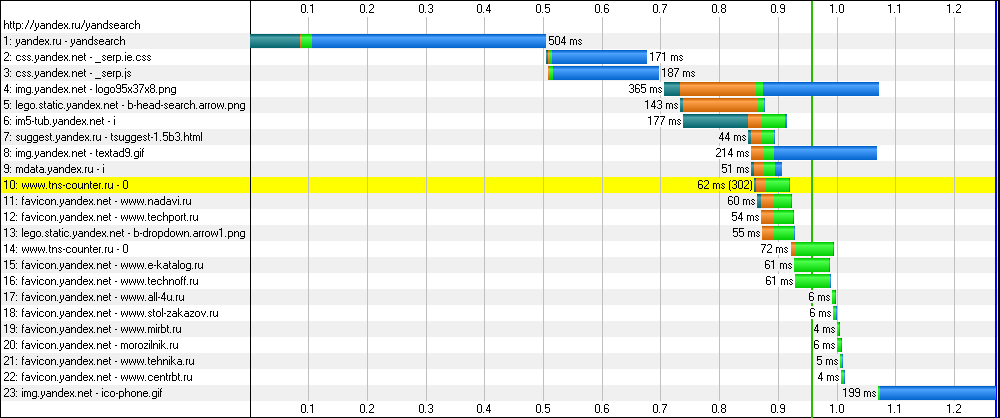 0.1 0.2 0.3 0.4 0.5 0.6 0.7 0.8 0.9 1.0 1.1 1.2
http://yandex.ru/yandsearch
1: yandex.ru - yandsearch 504 ms
2: css.yandex.net - _serp.ie.css 171 ms
3: css.yandex.net - _serp.js 187 ms
4: img.yandex.net - logo95x37x8.png 365 ms
5: lego.static.yandex.net - b-head-search.arrow.png 143 ms
6: im5-tub.yandex.net - i 177 ms
7: suggest.yandex.ru - tsuggest-1.5b3.html 44 ms
8: img.yandex.net - textad9.gif 214 ms
9: mdata.yandex.ru - i 51 ms
10: www.tns-counter.ru - 0 62 ms (302)
11: favicon.yandex.net - www.nadavi.ru 60 ms
12: favicon.yandex.net - www.techport.ru 54 ms
13: lego.static.yandex.net - b-dropdown.arrow1.png 55 ms
14: www.tns-counter.ru - 0 72 ms
15: favicon.yandex.net - www.e-katalog.ru 61 ms
16: favicon.yandex.net - www.technoff.ru 61 ms
17: favicon.yandex.net - www.all-4u.ru 6 ms
18: favicon.yandex.net - www.stol-zakazov.ru 6 ms
19: favicon.yandex.net - www.mirbt.ru 4 ms
20: favicon.yandex.net - morozilnik.ru 6 ms
21: favicon.yandex.net - www.tehnika.ru 5 ms
22: favicon.yandex.net - www.centrbt.ru 4 ms
23: img.yandex.net - ico-phone.gif 199 ms
0.1 0.2 0.3 0.4 0.5 0.6 0.7 0.8 0.9 1.0 1.1 1.2